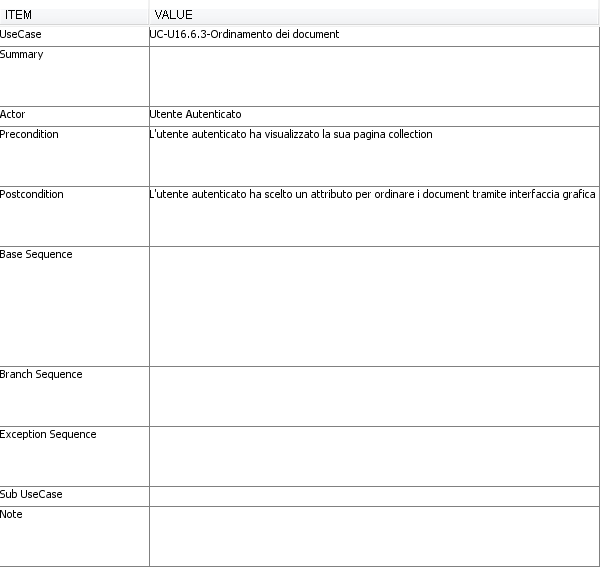 ITEM VALUE
UseCase UC-U16.6.3-Ordinamento dei document
Summary
Actor Utente Autenticato
Precondition L'utente autenticato ha visualizzato la sua pagina collection
Postcondition L'utente autenticato ha scelto un attributo per ordinare i document tramite interfaccia grafica
Base Sequence
Branch Sequence
Exception Sequence
Sub UseCase
Note